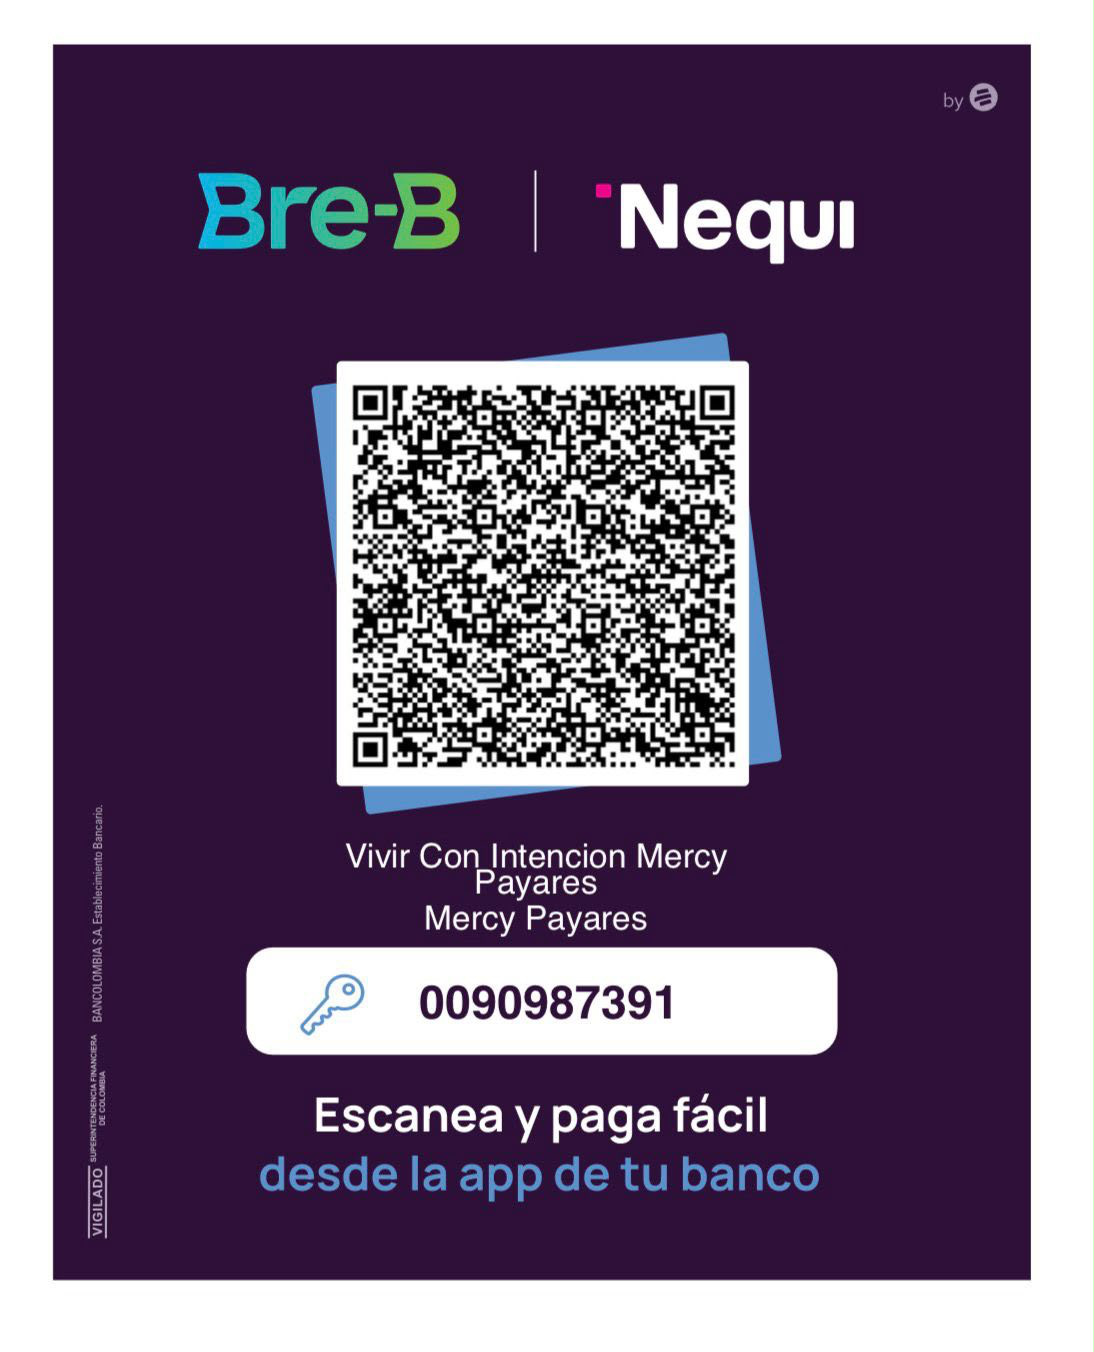 by
Bre-B
Nequi
Vivir Con Intencion Mercy
Payares
Mercy Payares
0090987391
Escanea y paga fácil
desde la app de tu banco
BANCOLOMBIA S.A. Establecimiento Bancario.
VIGILADO
SUPERINTENDENCIA FINANCIERA
DE COLOMBIA